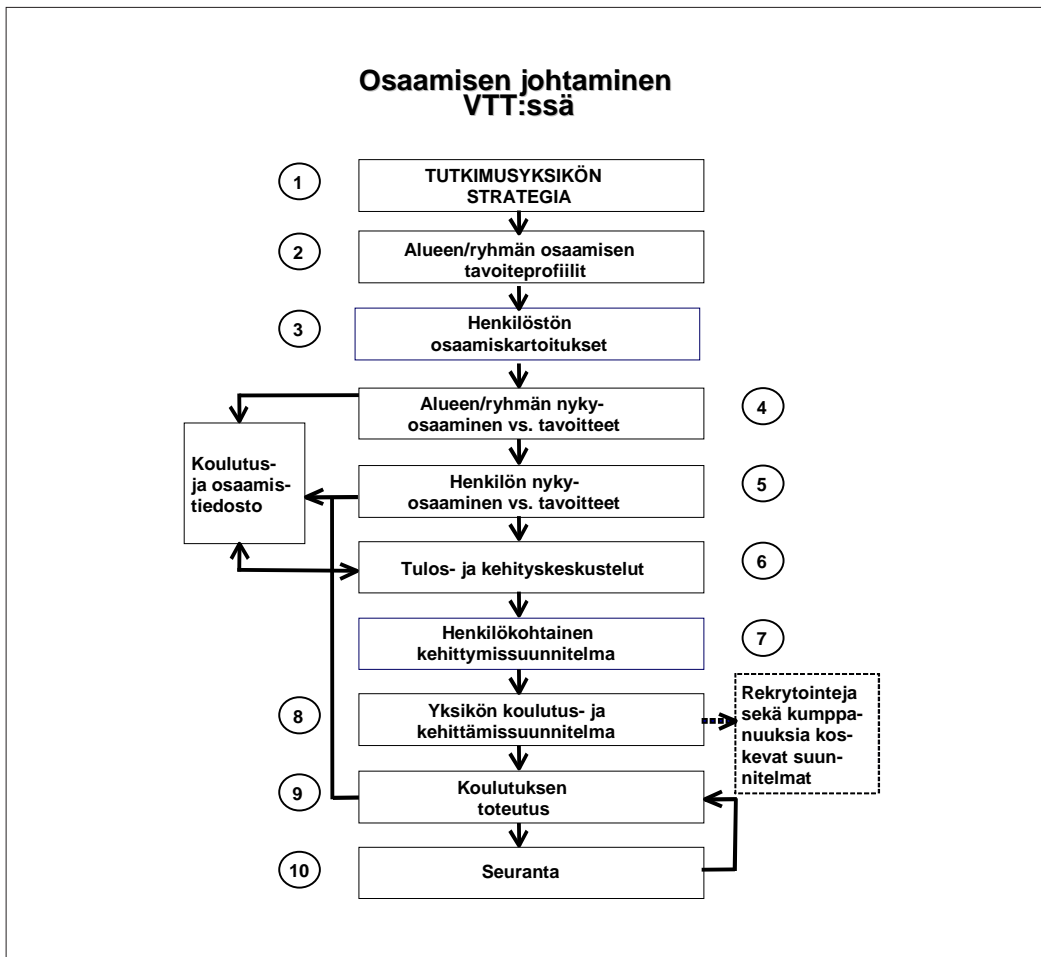 Osaamisen johtaminen
VTT:ssä
1
TUTKIMUSYKSIKÖN
STRATEGIA
2
Alueen/ryhmän osaamisen
tavoiteprofiilit
3
Henkilöstön
osaamiskartoitukset
Alueen/ryhmän nyky-
osaaminen vs. tavoitteet
4
Koulutus-
ja osaamis-
tiedosto
Henkilön nyky-
osaaminen vs. tavoitteet
5
Tulos- ja kehityskeskustelut
6
Henkilökohtainen
kehittymissuunnitelma
7
8
Yksikön koulutus- ja
kehittämissuunnitelma
Rekrytointeja
sekä kumppa-
nuuksia kos-
kevat suun-
nitelmat
9
Koulutuksen
toteutus
10
Seuranta